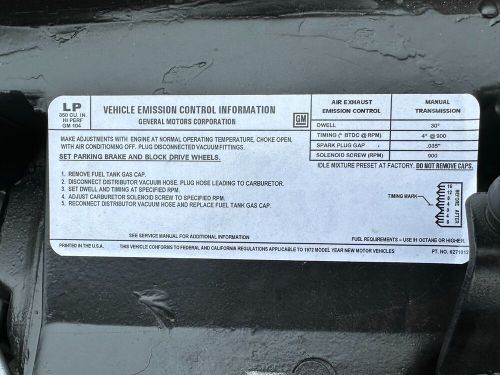 LP
350 CU. IN.
HI PERF
GM 104
VEHICLE EMISSION CONTROL INFORMATION
GENERAL MOTORS CORPORATION
GM
MAKE ADJUSTMENTS WITH ENGINE AT NORMAL OPERATING TEMPERATURE, CHOKE OPEN,
WITH AIR CONDITIONING OFF. PLUG DISCONNECTED VACUUM FITTINGS.
SET PARKING BRAKE AND BLOCK DRIVE WHEELS.
1. REMOVE FUEL TANK GAS CAP.
2. DISCONNECT DISTRIBUTOR VACUUM HOSE. PLUG HOSE LEADING TO CARBURETOR.
3. SET DWELL AND TIMING AT SPECIFIED RPM.
4. ADJUST CARBURETOR SOLENOID SCREW TO SPECIFIED RPM.
5. RECONNECT DISTRIBUTOR VACUUM HOSE AND REPLACE FUEL TANK GAS CAP.
SEE SERVICE MANUAL FOR ADDITIONAL INFORMATION
AIR EXHAUST EMISSION CONTROL MANUAL TRANSMISSION
DWELL 30°
TIMING (° BTDC @ RPM) 4° @ 900
SPARK PLUG GAP .035"
SOLENOID SCREW (RPM) 900
IDLE MIXTURE PRESET AT FACTORY. DO NOT REMOVE CAPS.
TIMING MARK
BEFORE
AFTER
FUEL REQUIREMENTS - USE 91 OCTANE OR HIGHER.
PRINTED IN THE U.S.A. THIS VEHICLE CONFORMS TO FEDERAL AND CALIFORNIA REGULATIONS APPLICABLE TO 1972 MODEL YEAR NEW MOTOR VEHICLES PT. NO. 6271012